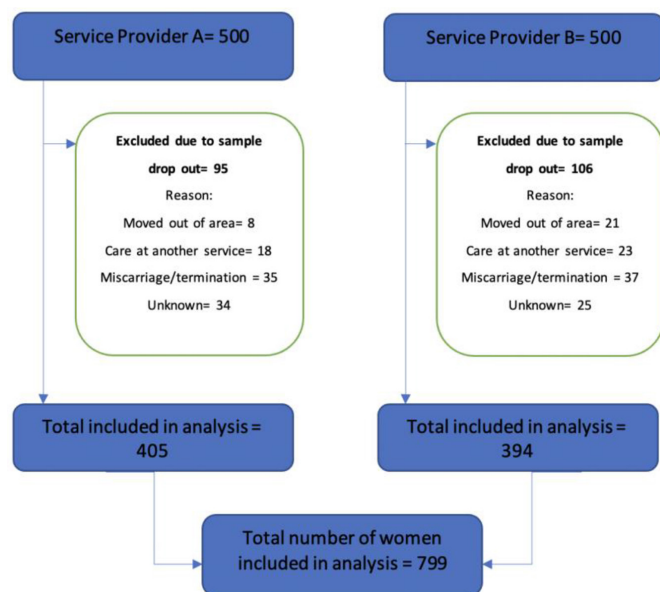 Service Provider A= 500
Excluded due to sample
drop out= 95
Reason:
Moved out of area= 8
Care at another service= 18
Miscarriage/termination = 35
Unknown= 34
Total included in analysis =
405
Service Provider B= 500
Excluded due to sample
drop out= 106
Reason:
Moved out of area= 21
Care at another service= 23
Miscarriage/termination= 37
Unknown= 25
Total included in analysis =
394
Total number of women
included in analysis = 799